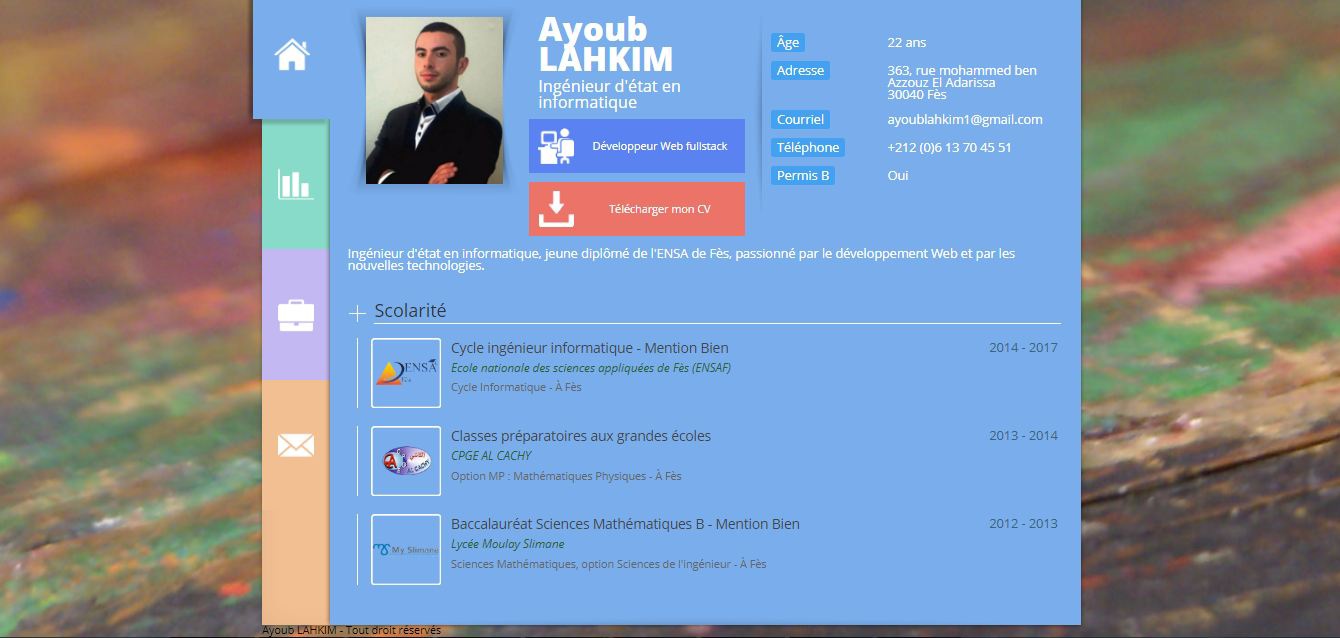 Ayoub
LAHKIM
Ingénieur d'état en
informatique
Développeur Web fullstack
Télécharger mon CV
Âge
22 ans
Adresse
363, rue mohammed ben
Azzouz El Adarissa
30040 Fès
Courriel
ayoublahkim1@gmail.com
Téléphone
+212 (0)6 13 70 45 51
Permis B
Oui
Ingénieur d'état en informatique, jeune diplômé de l'ENSA de Fès, passionné par le développement Web et par les
nouvelles technologies.
Scolarité
ENSA
Fès
Cycle ingénieur informatique - Mention Bien
2014 - 2017
Ecole nationale des sciences appliquées de Fès (ENSAF)
Cycle Informatique - À Fès
AL CACHY
Classes préparatoires aux grandes écoles
2013 - 2014
CPGE AL CACHY
Option MP : Mathématiques Physiques - À Fès
My Slimane
Baccalauréat Sciences Mathématiques B - Mention Bien
2012 - 2013
Lycée Moulay Slimane
Sciences Mathématiques, option Sciences de l'ingénieur - À Fès
Ayoub LAHKIM - Tout droit réservés